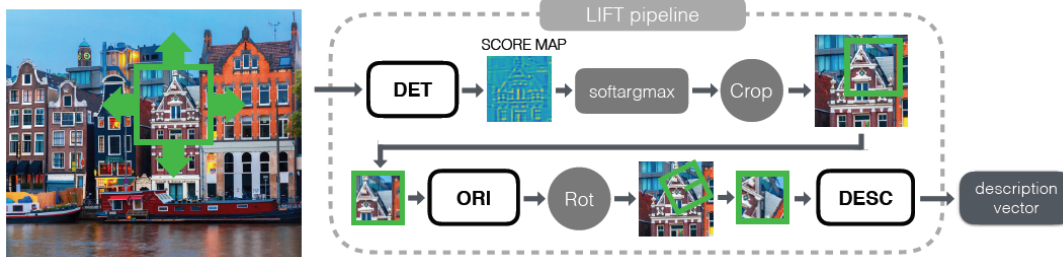 LIFT pipeline
SCORE MAP
DET
softargmax
Crop
ORI
Rot
DESC
description
vector